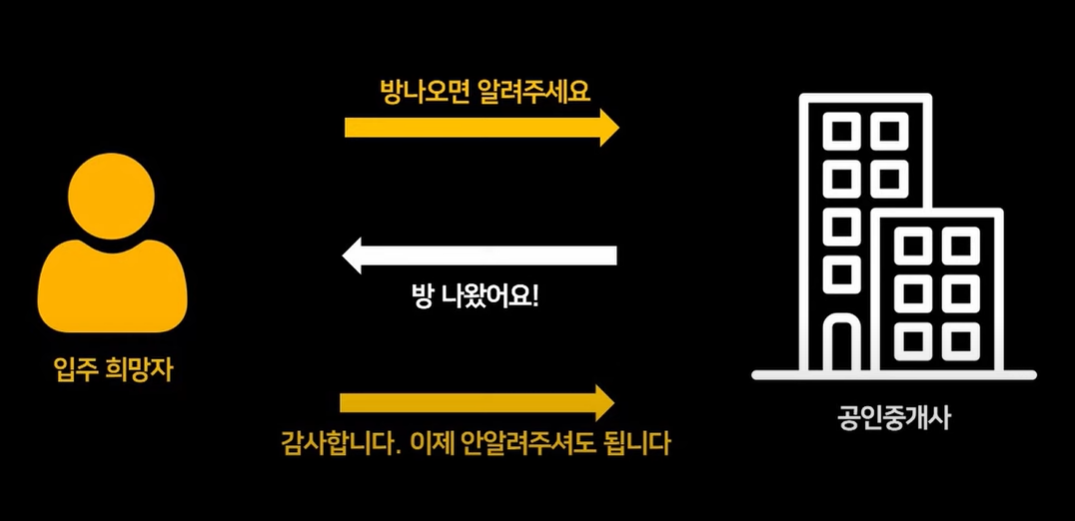 방나오면 알려주세요
방 나왔어요!
입주 희망자
공인중개사
감사합니다. 이제 안알려주셔도 됩니다